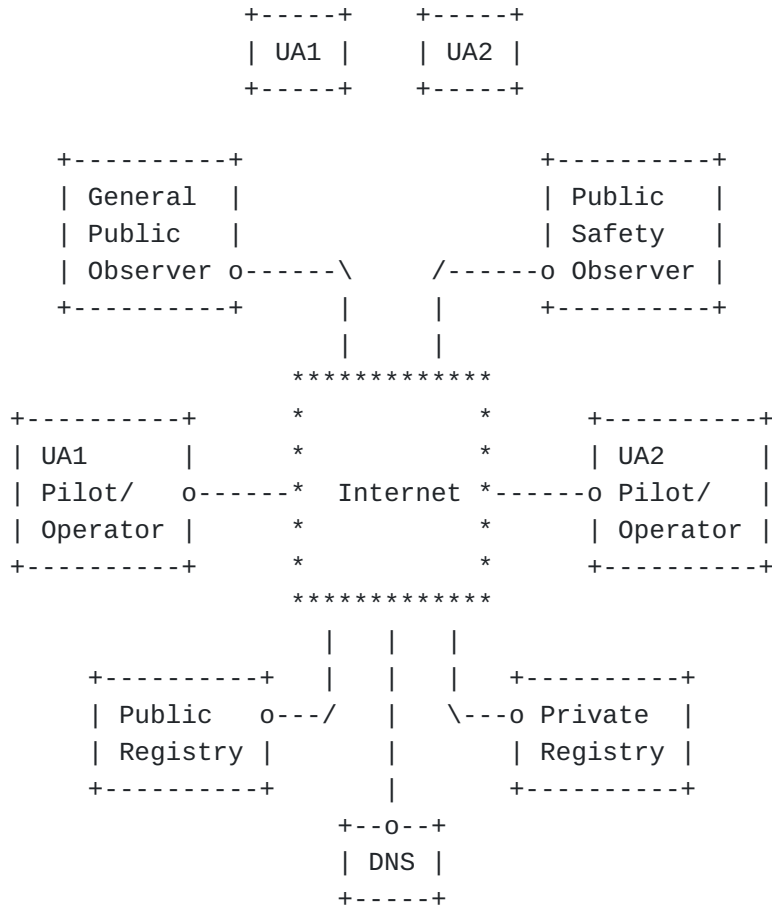 UA1 UA2
General Public
Public Safety
Observer Observer
UA1 UA2
Pilot/ Internet Pilot/
Operator Operator
Public Private
Registry Registry
DNS